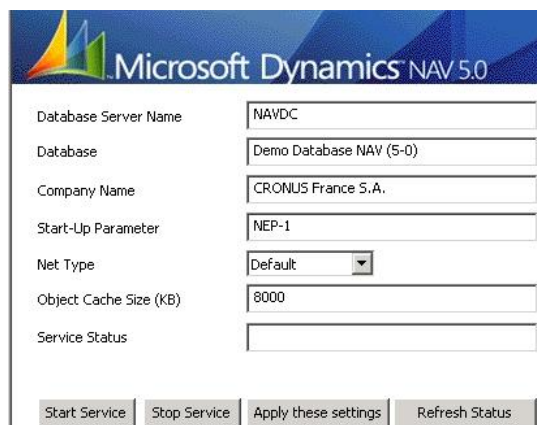 Microsoft Dynamics™ NAV 5.0
Database Server Name NAVDC
Database Demo Database NAV (5-0)
Company Name CRONUS France S.A.
Start-Up Parameter NEP-1
Net Type Default
Object Cache Size (KB) 8000
Service Status
Start Service Stop Service Apply these settings Refresh Status